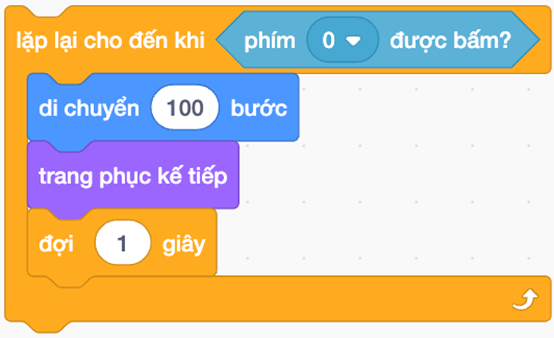 lặp lại cho đến khi phím 0 được bấm?
di chuyển 100 bước
trang phục kế tiếp
đợi 1 giây